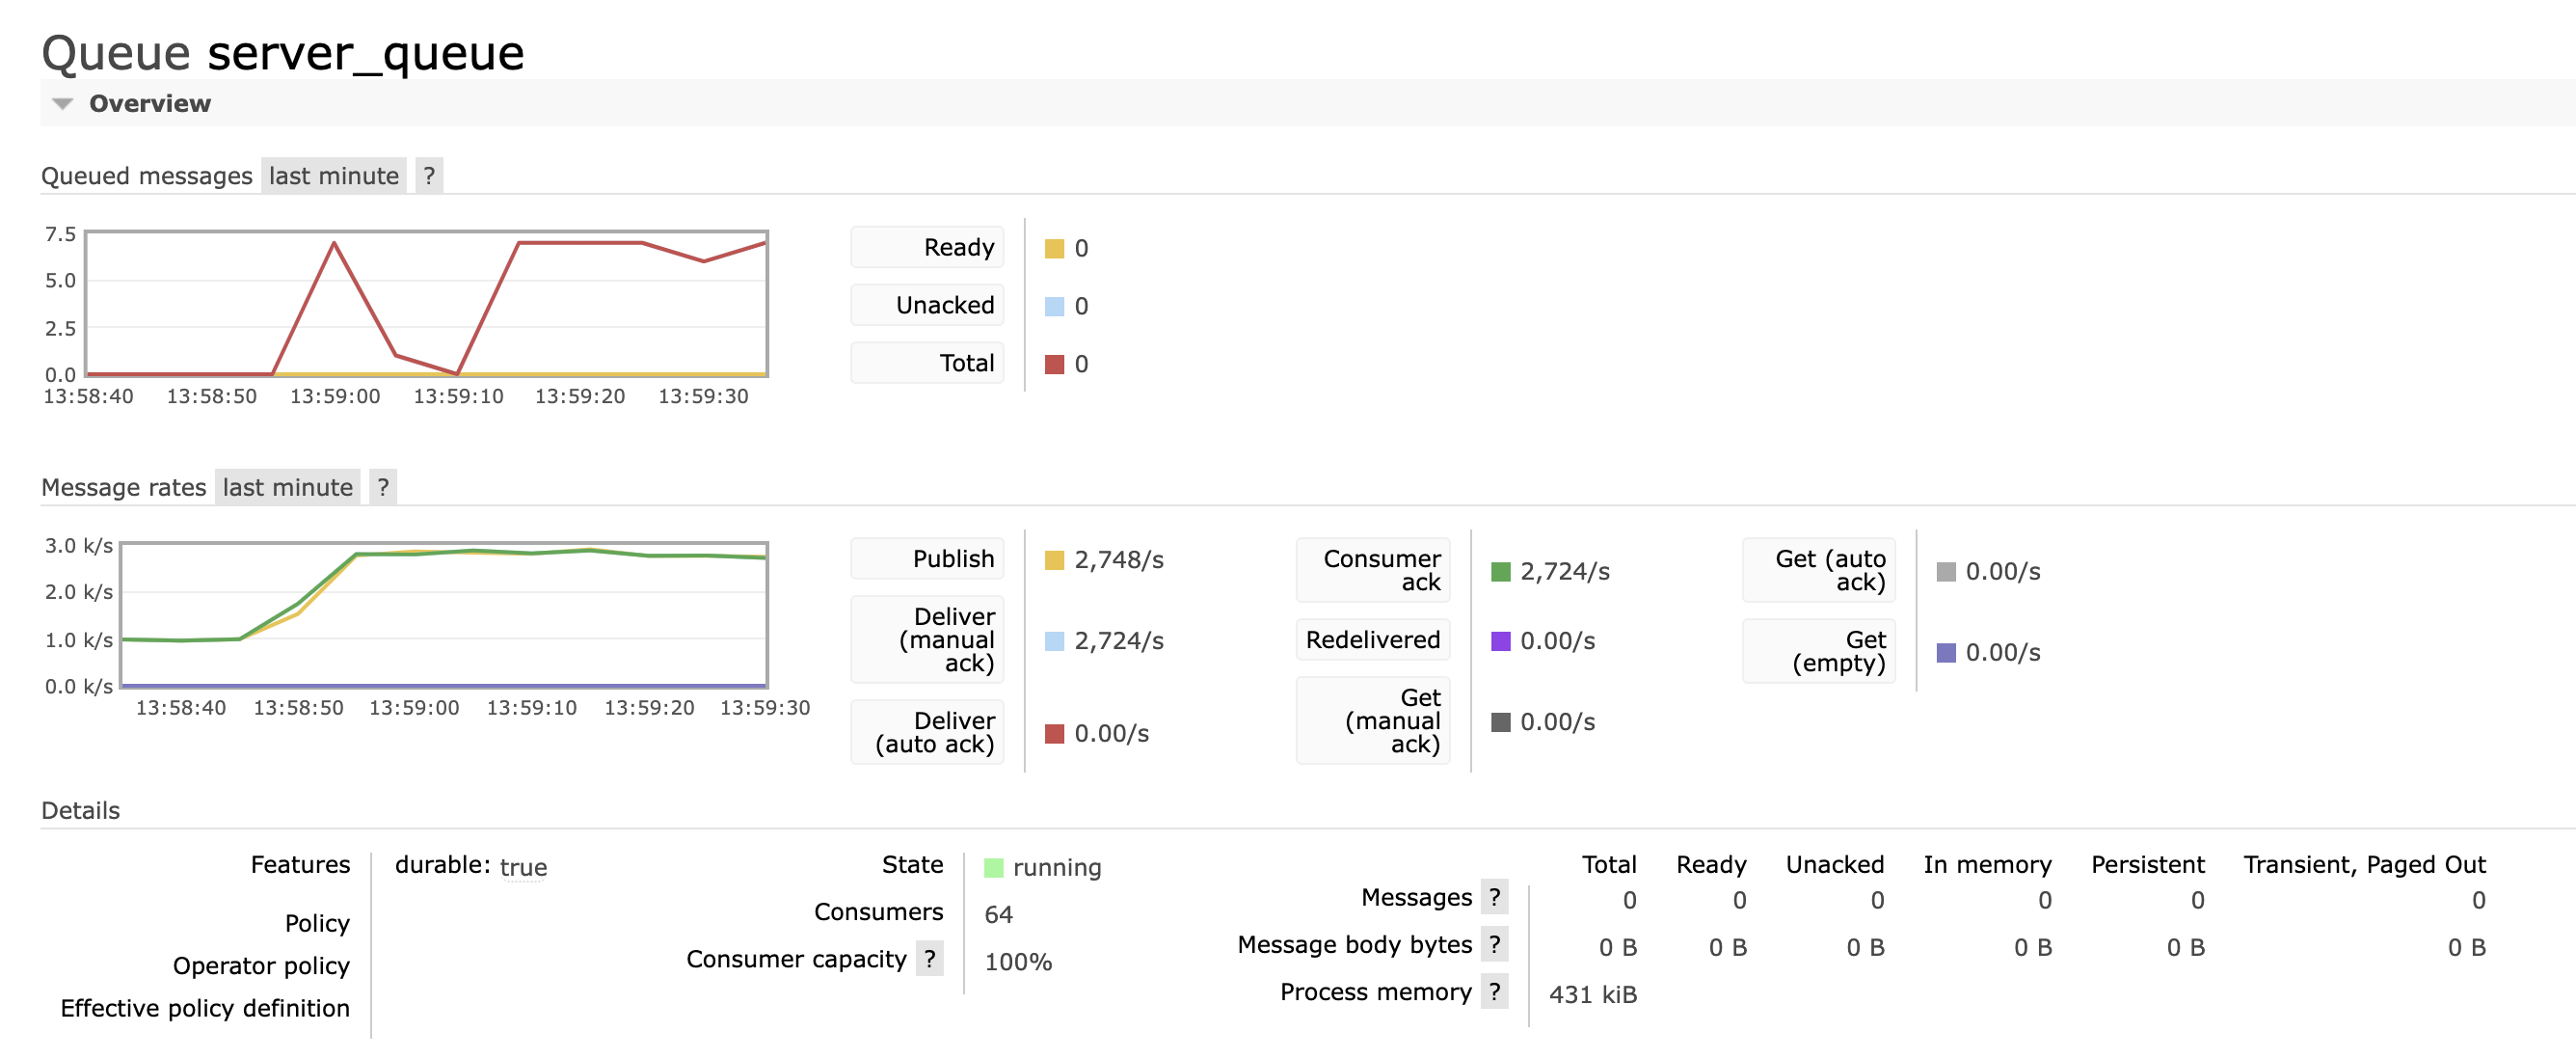 Queue server_queue
Overview
Queued messages last minute ?
7.5
5.0
2.5
0.0
13:58:40 13:58:50 13:59:00 13:59:10 13:59:20 13:59:30
Ready 0
Unacked 0
Total 0
Message rates last minute ?
3.0 k/s
2.0 k/s
1.0 k/s
0.0 k/s
13:58:40 13:58:50 13:59:00 13:59:10 13:59:20 13:59:30
Publish 2,748/s
Deliver
(manual 2,724/s
ack)
Deliver
(auto ack) 0.00/s
Consumer
ack 2,724/s
Redelivered 0.00/s
Get
(manual 0.00/s
ack)
Get (auto
ack) 0.00/s
Get
(empty) 0.00/s
Details
Features durable: true
Policy
Operator policy
Effective policy definition
State running
Consumers 64
Consumer capacity ? 100%
Total Ready Unacked In memory Persistent Transient, Paged Out
Messages ? 0 0 0 0 0 0
Message body bytes ? 0 B 0 B 0 B 0 B 0 B 0 B
Process memory ? 431 kiB